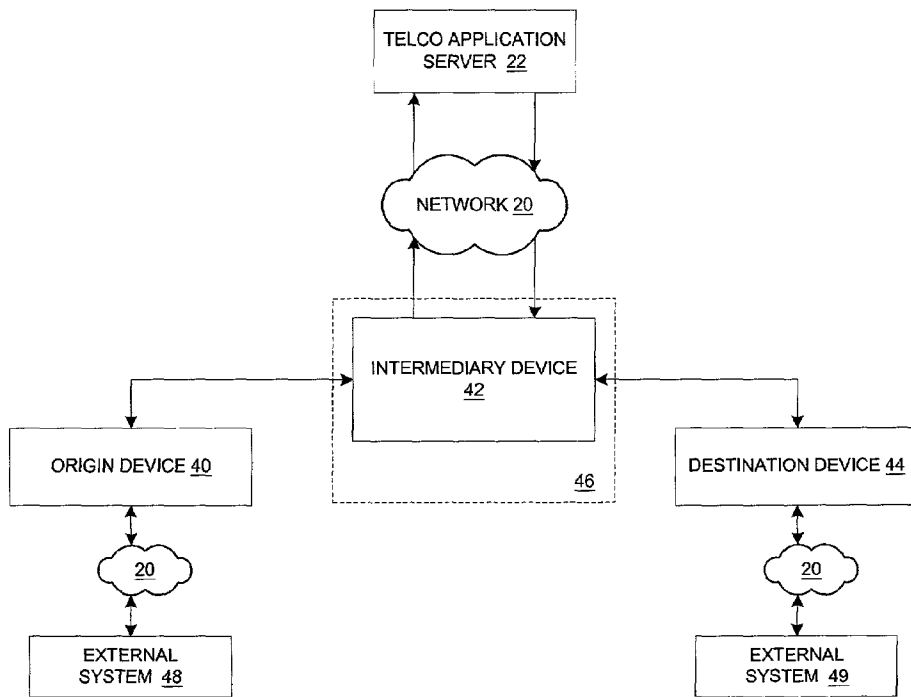 TELCO APPLICATION
SERVER 22
NETWORK 20
INTERMEDIARY DEVICE
42
ORIGIN DEVICE 40
46
DESTINATION DEVICE 44
20
20
EXTERNAL
SYSTEM 48
EXTERNAL
SYSTEM 49